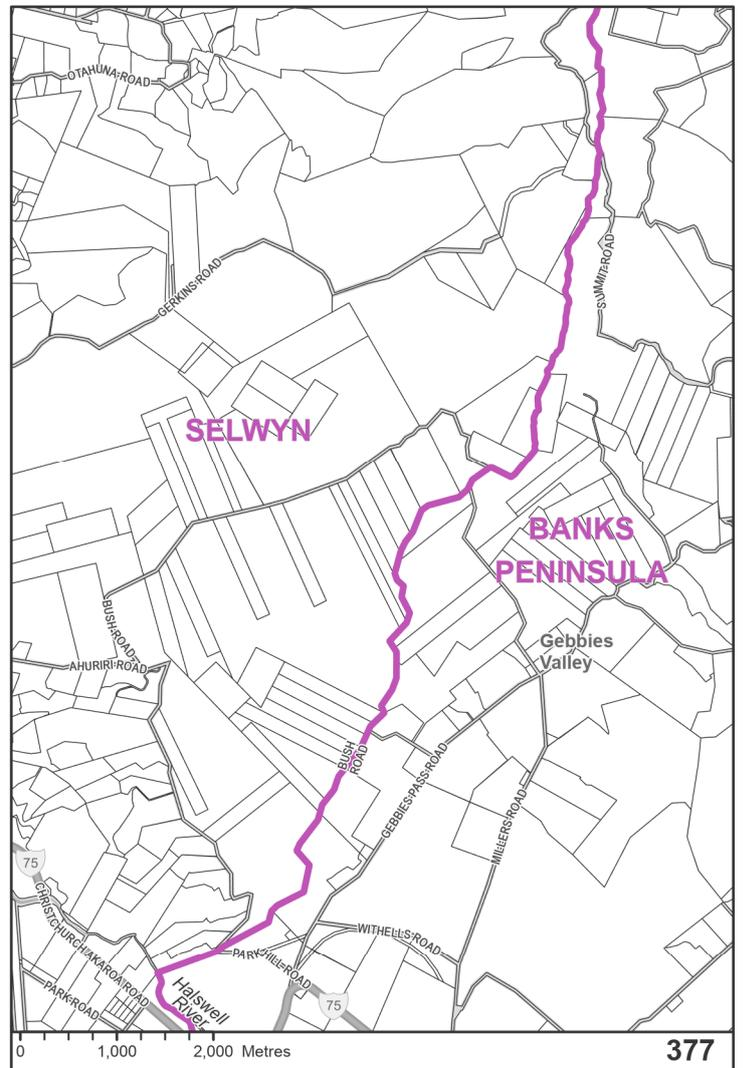 OTAHUNA ROAD
SUMMIT ROAD
GERKINS ROAD
SELWYN
BANKS
PENINSULA
BUSH ROAD
AHURIRI ROAD
Gebbies
Valley
BUSH
ROAD
GEBBIES PASS ROAD
MILLERS ROAD
75
CHRISTCHURCH AKAROA ROAD
WITHELLS ROAD
PARK HILL ROAD
PARK ROAD
Halswell
River
75
0 1,000 2,000 Metres
377